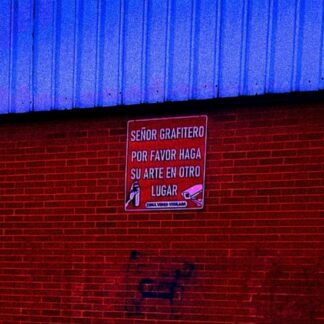 SEÑOR GRAFITERO
POR FAVOR HAGA
SU ARTE EN OTRO
LUGAR
ZONA VIDEO VIGILADA